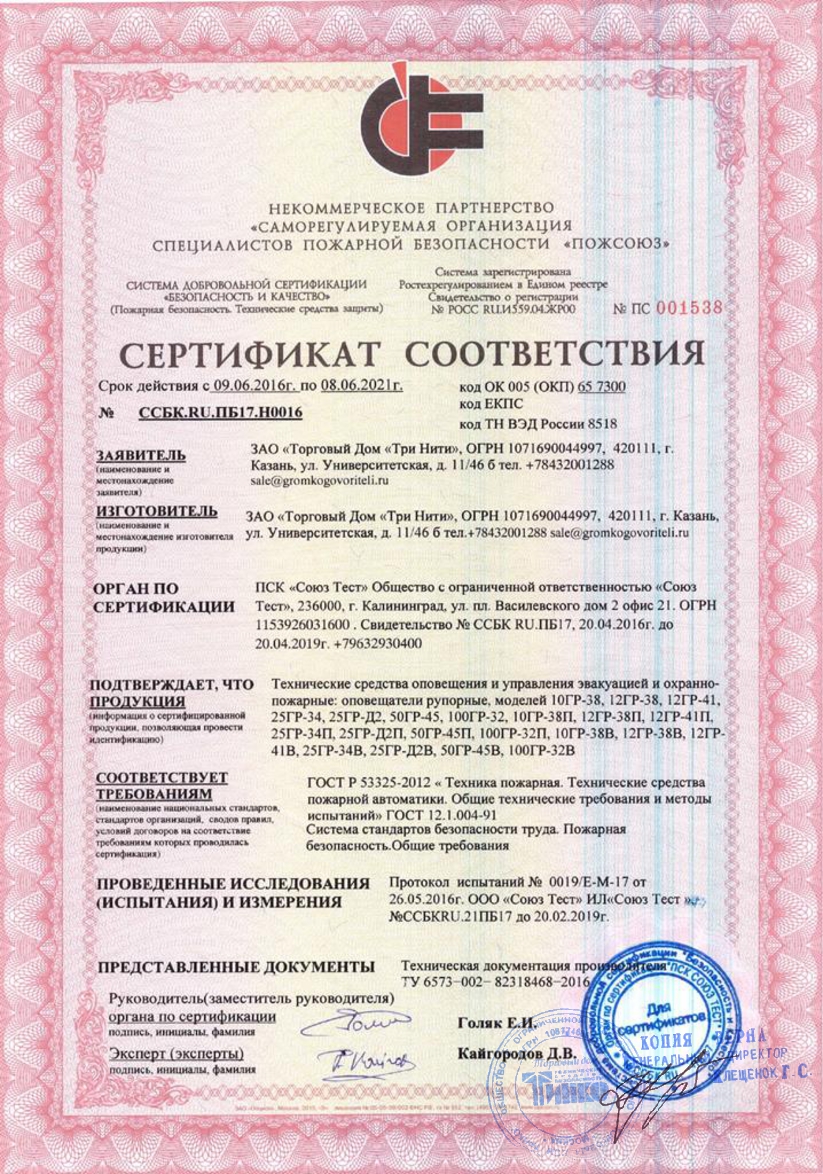 НЕКОММЕРЧЕСКОЕ ПАРТНЕРСТВО
«САМОРЕГУЛИРУЕМАЯ ОРГАНИЗАЦИЯ
СПЕЦИАЛИСТОВ ПОЖАРНОЙ БЕЗОПАСНОСТИ «ПОЖСОЮЗ»
СИСТЕМА ДОБРОВОЛЬНОЙ СЕРТИФИКАЦИИ
«БЕЗОПАСНОСТЬ И КАЧЕСТВО»
(Пожарная безопасность. Технические средства защиты)
Система зарегистрирована
Ростехрегулированием в Едином реестре
Свидетельство о регистрации
№ РОСС RU.И559.04.ЖР00
№ ПС 001538
СЕРТИФИКАТ СООТВЕТСТВИЯ
Срок действия с 09.06.2016г. по 08.06.2021г.
№ ССБК.RU.ПБ17.Н0016
код ОК 005 (ОКП) 65 7300
код ЕКПС
код ТН ВЭД России 8518
ЗАЯВИТЕЛЬ
(наименование и
местонахождение
заявителя)
ЗАО «Торговый Дом «Три Нити», ОГРН 1071690044997, 420111, г.
Казань, ул. Университетская, д. 11/46 б тел. +78432001288
sale@gromkogovoriteli.ru
ИЗГОТОВИТЕЛЬ
(наименование и
местонахождение изготовителя
продукции)
ЗАО «Торговый Дом «Три Нити», ОГРН 1071690044997, 420111, г. Казань,
ул. Университетская, д. 11/46 б тел.+78432001288 sale@gromkogovoriteli.ru
ОРГАН ПО
СЕРТИФИКАЦИИ
ПСК «Союз Тест» Общество с ограниченной ответственностью «Союз
Тест», 236000, г. Калининград, ул. пл. Василевского дом 2 офис 21. ОГРН
1153926031600 . Свидетельство № ССБК RU.ПБ17, 20.04.2016г. до
20.04.2019г. +79632930400
ПОДТВЕРЖДАЕТ, ЧТО
ПРОДУКЦИЯ
(информация о сертифицированной
продукции, позволяющая провести
идентификацию)
Технические средства оповещения и управления эвакуацией и охранно-
пожарные: оповещатели рупорные, моделей 10ГР-38, 12ГР-38, 12ГР-41,
25ГР-34, 25ГР-Д2, 50ГР-45, 100ГР-32, 10ГР-38П, 12ГР-38П, 12ГР-41П,
25ГР-34П, 25ГР-Д2П, 50ГР-45П, 100ГР-32П, 10ГР-38В, 12ГР-38В, 12ГР-
41В, 25ГР-34В, 25ГР-Д2В, 50ГР-45В, 100ГР-32В
СООТВЕТСТВУЕТ
ТРЕБОВАНИЯМ
(наименование национальных стандартов,
стандартов организаций, сводов правил,
условий договоров на соответствие
требованиям которых проводилась
сертификация)
ГОСТ Р 53325-2012 « Техника пожарная. Технические средства
пожарной автоматики. Общие технические требования и методы
испытаний» ГОСТ 12.1.004-91
Система стандартов безопасности труда. Пожарная
безопасность.Общие требования
ПРОВЕДЕННЫЕ ИССЛЕДОВАНИЯ
(ИСПЫТАНИЯ) И ИЗМЕРЕНИЯ
Протокол испытаний № 0019/Е-М-17 от
26.05.2016г. ООО «Союз Тест» ИЛ«Союз Тест »
№ССБКRU.21ПБ17 до 20.02.2019г.
ПРЕДСТАВЛЕННЫЕ ДОКУМЕНТЫ
Техническая документация производителя
ТУ 6573–002– 82318468–2016
Руководитель(заместитель руководителя)
органа по сертификации
подпись, инициалы, фамилия
Голяк Е.И.
Эксперт (эксперты)
подпись, инициалы, фамилия
Кайгородов Д.В.
Для
сертификатов
КОПИЯ ВЕРНА
ГЕНЕРАЛЬНЫЙ ДИРЕКТОР
КЛЕЩЕНОК Г. С.